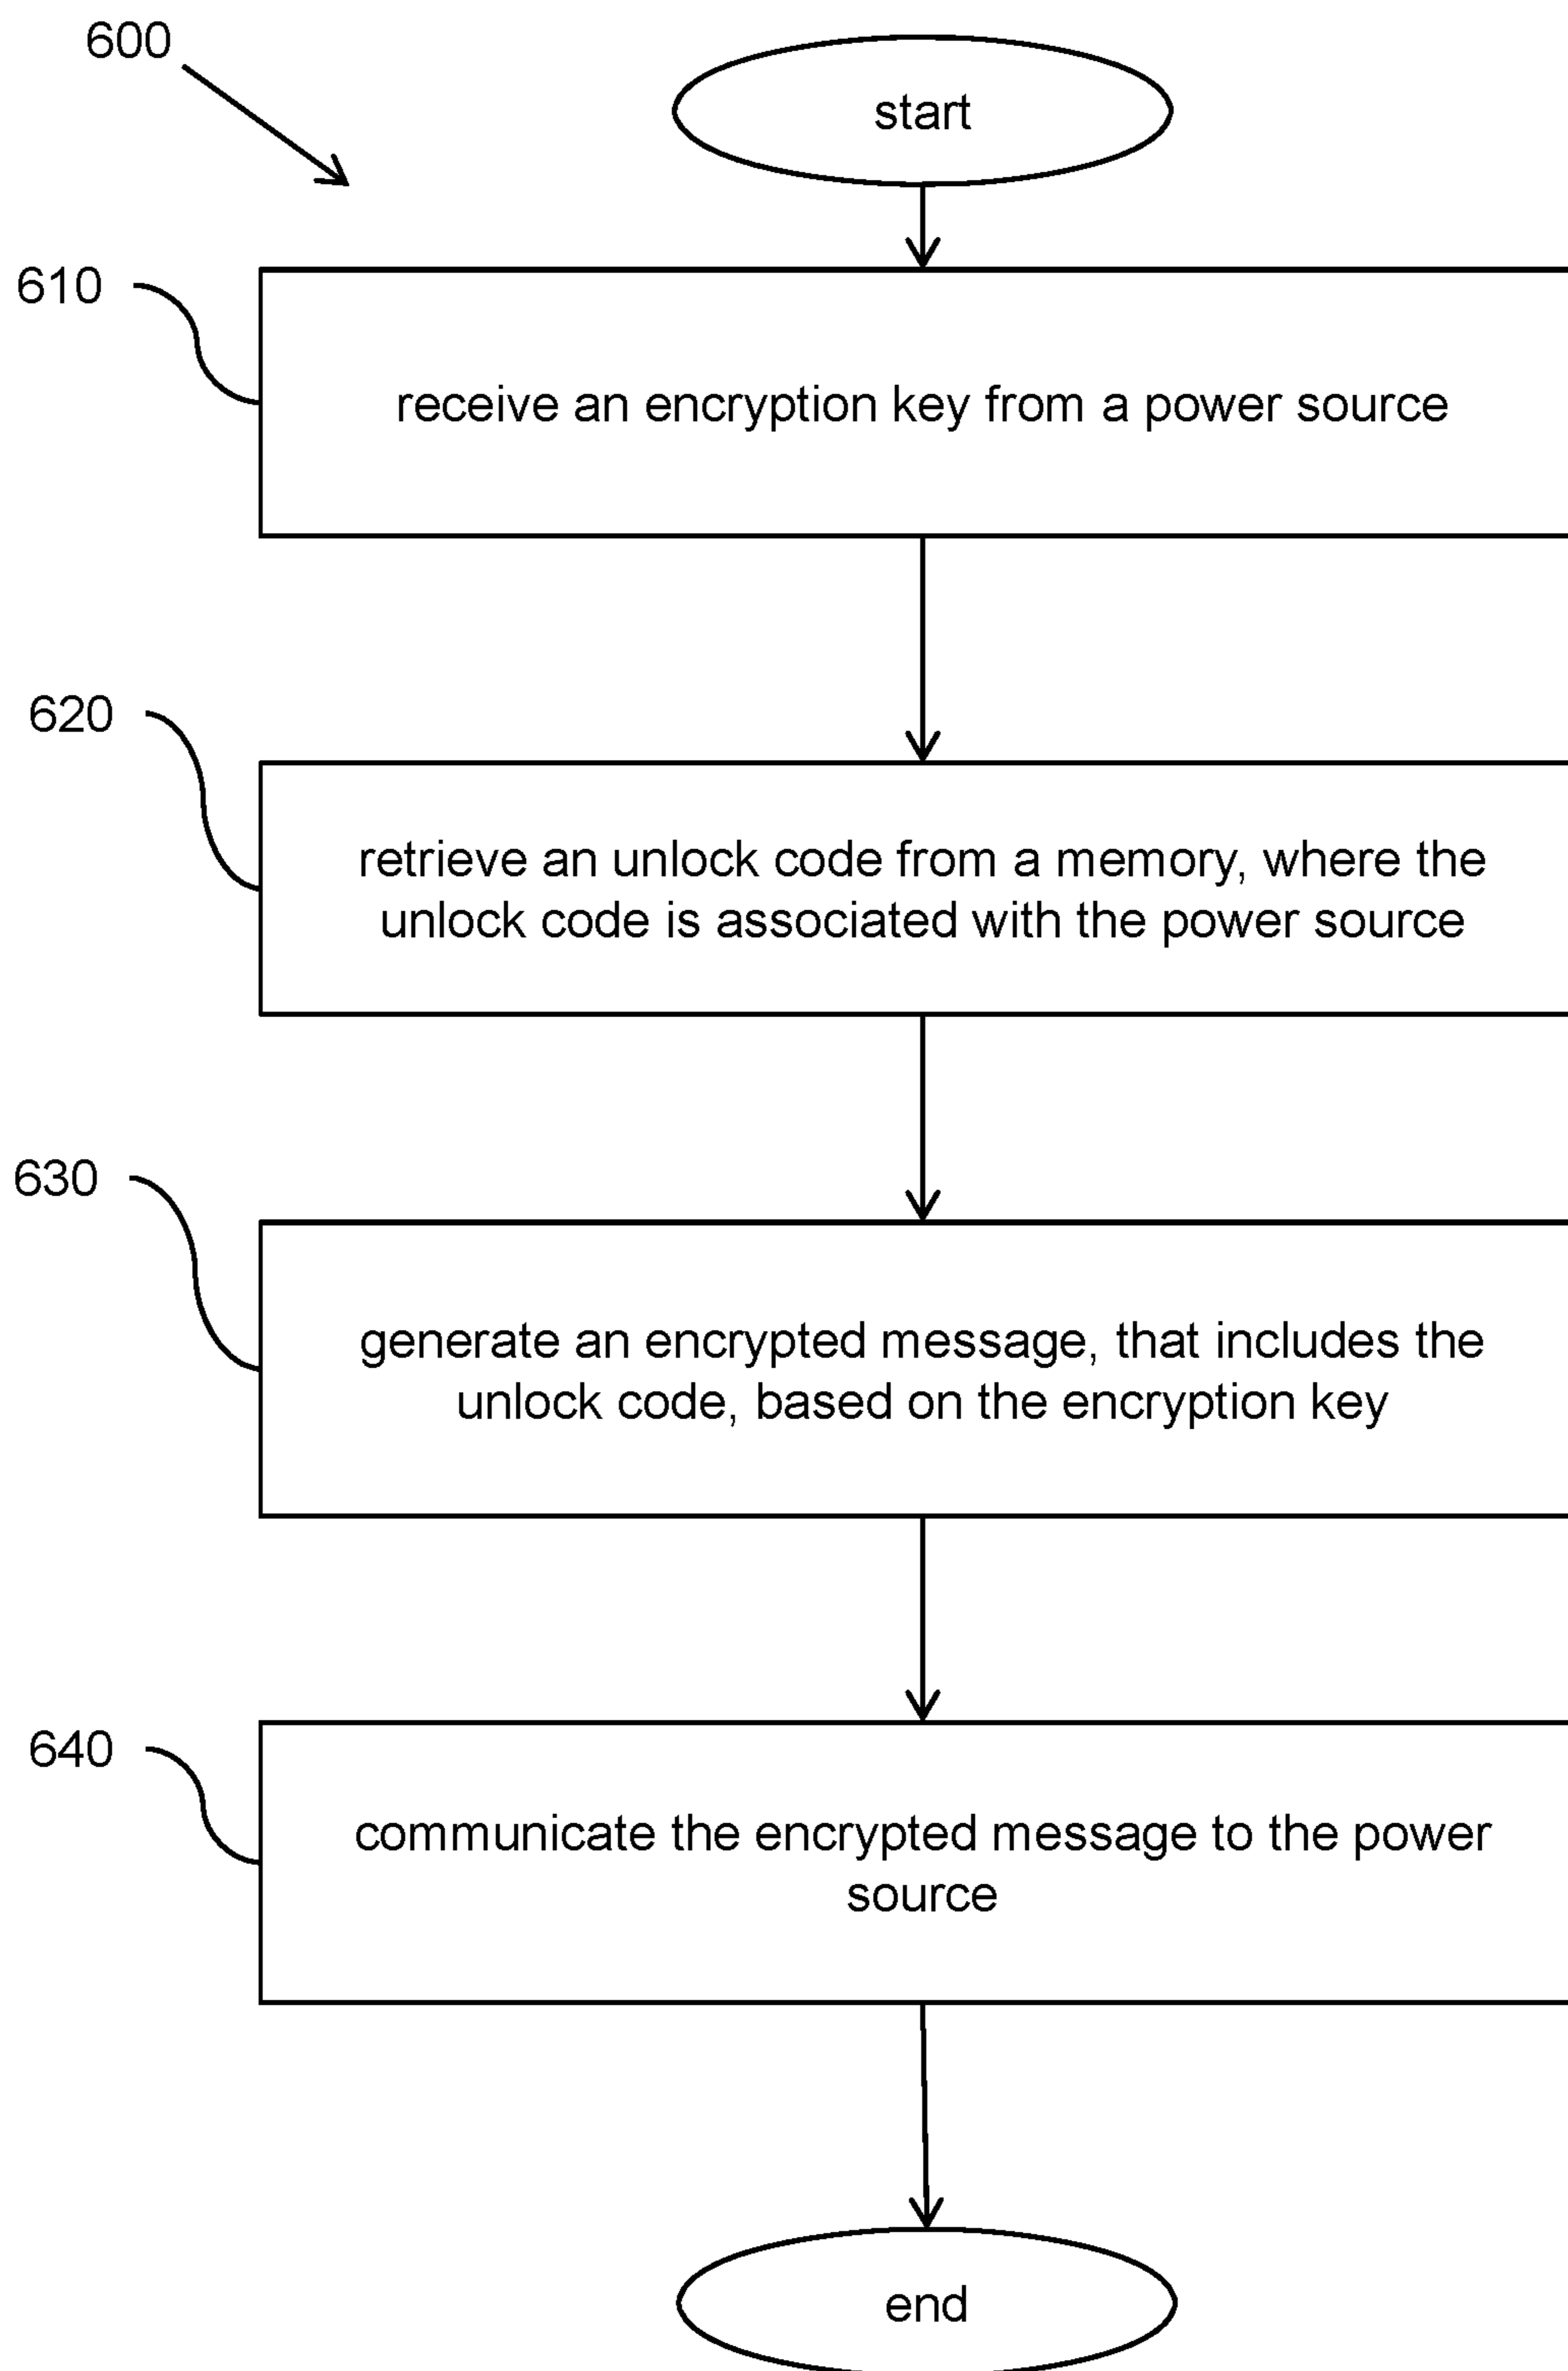 600
start
610
receive an encryption key from a power source
620
retrieve an unlock code from a memory, where the
unlock code is associated with the power source
630
generate an encrypted message, that includes the
unlock code, based on the encryption key
640
communicate the encrypted message to the power
source
end